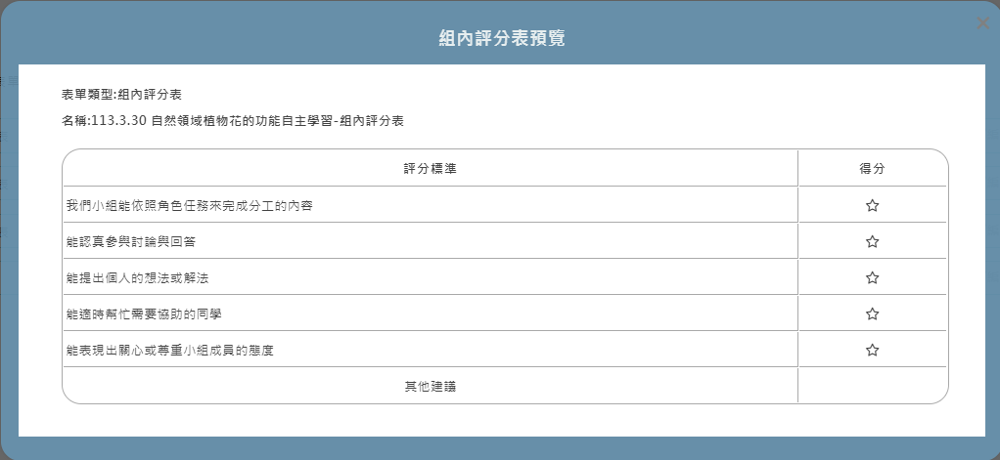 組內評分表預覽
表單類型:組內評分表
名稱:113.3.30 自然領域植物花的功能自主學習-組內評分表
評分標準 得分
我們小組能依照角色任務來完成分工的內容
能認真參與討論與回答
能提出個人的想法或解法
能適時幫忙需要協助的同學
能表現出關心或尊重小組成員的態度
其他建議